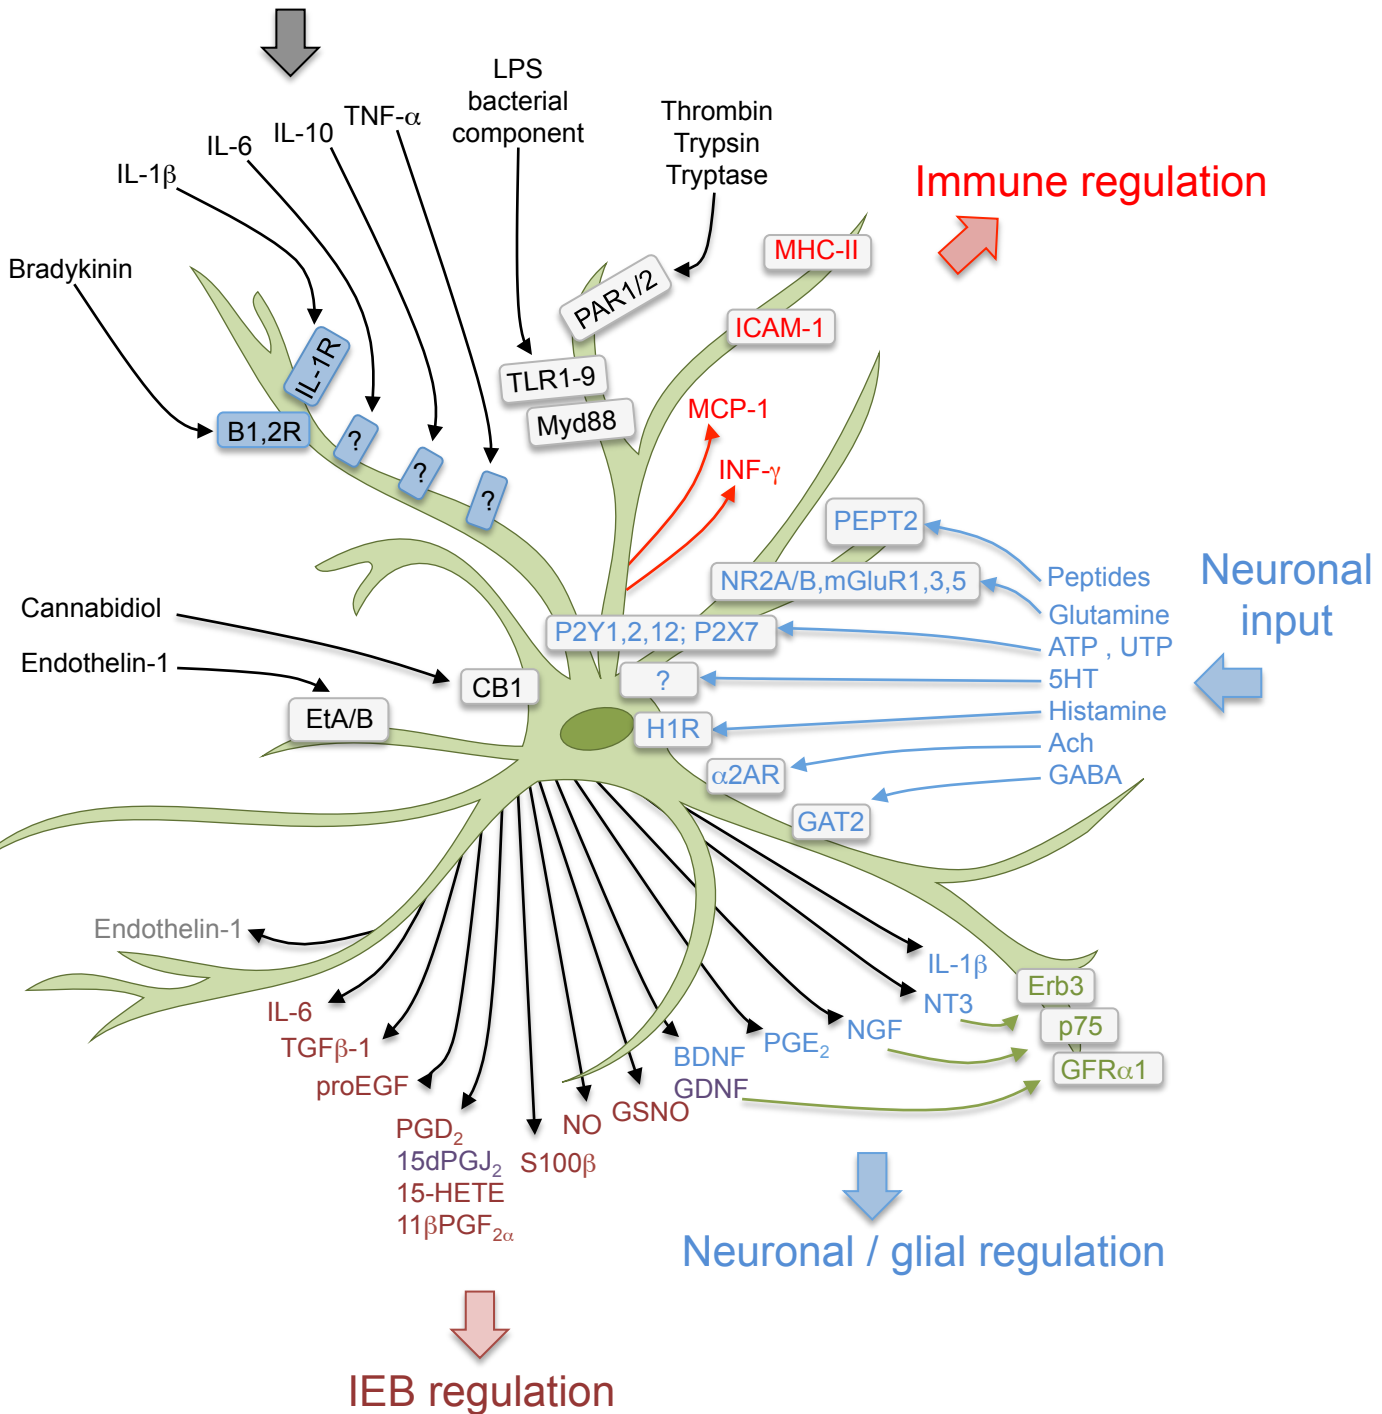 LPS
bacterial
component
Thrombin
Trypsin
Tryptase
TNF-α
IL-10
IL-6
IL-1β
Bradykinin
Immune regulation
MHC-II
PAR1/2
ICAM-1
IL-1R
TLR1-9
Myd88
MCP-1
B1,2R
?
?
?
INF-γ
PEPT2
NR2A/B,mGluR1,3,5
Peptides
Neuronal
input
Glutamine
P2Y1,2,12; P2X7
ATP , UTP
Cannabidiol
Endothelin-1
CB1
?
5HT
EtA/B
H1R
Histamine
Ach
α2AR
GABA
GAT2
Endothelin-1
IL-1β
Erb3
NT3
IL-6
p75
TGFβ-1
NGF
PGE2
BDNF
GFRα1
proEGF
GDNF
GSNO
NO
PGD2
15dPGJ2
S100β
15-HETE
11βPGF2α
Neuronal / glial regulation
IEB regulation